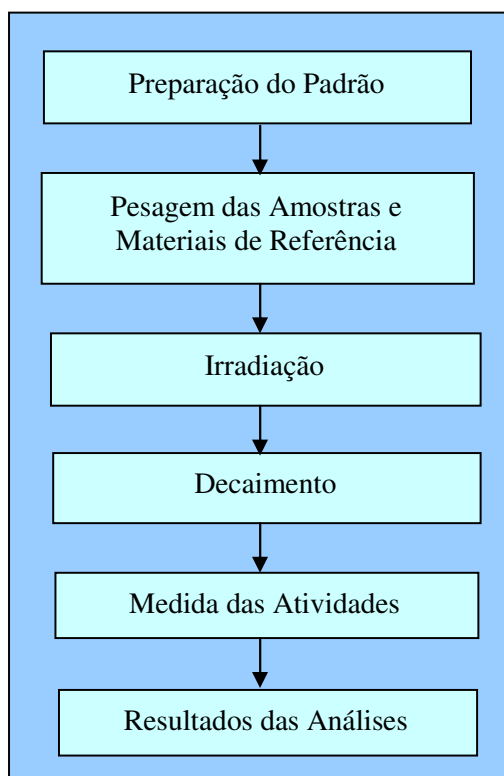 Preparação do Padrão
Pesagem das Amostras e
Materiais de Referência
Irradiação
Decaimento
Medida das Atividades
Resultados das Análises